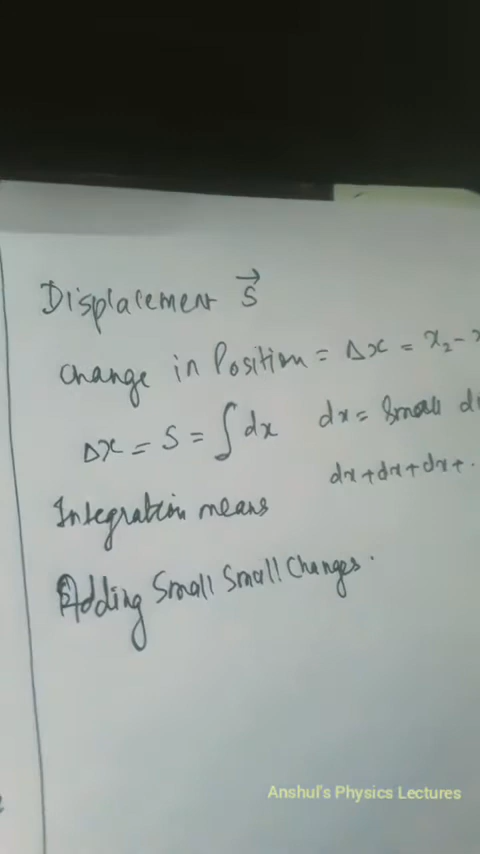 Displacement S⃗
Change in Position = Δx = x₂ -
Δx = S = ∫dx dx = Small
dx+dx+dx+.
Integration means
Adding Small Small Changes.
Anshul's Physics Lectures